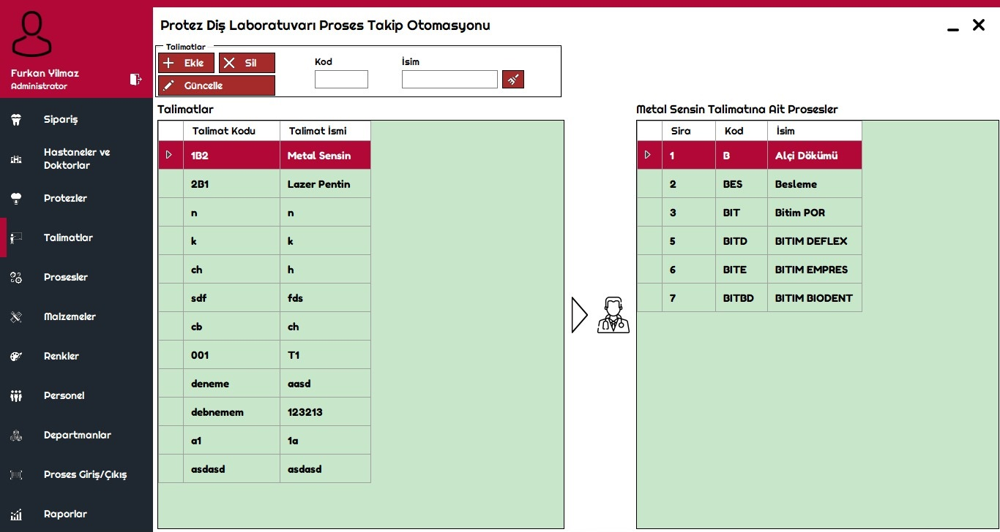 Protez Diş Laboratuvarı Proses Takip Otomasyonu
Furkan Yilmaz
Administrator
Sipariş
Hastaneler ve
Doktorlar
Protezler
Talimatlar
Prosesler
Malzemeler
Renkler
Personel
Departmanlar
Proses Giriş/Çıkış
Raporlar
Talimatlar
Ekle Sil
Güncelle
Kod İsim
Talimatlar
Talimat Kodu Talimat İsmi
1B2 Metal Sensin
2B1 Lazer Pentin
n n
k k
ch h
sdf fds
cb ch
001 T1
deneme aasd
debnemem 123213
a1 1a
asdasd asdasd
Metal Sensin Talimatına Ait Prosesler
Sira Kod İsim
1 B Alçi Dökümü
2 BES Besleme
3 BIT Bitim POR
5 BITD BITIM DEFLEX
6 BITE BITIM EMPRES
7 BITBD BITIM BIODENT